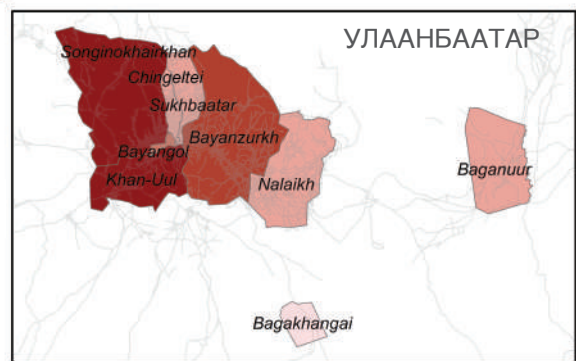 УЛААНБААТАР
Songinokhairkhan
Chingeltei
Sukhbaatar
Bayanzurkh
Bayangol
Khan-Uul
Nalaikh
Baganuur
Bagakhangai